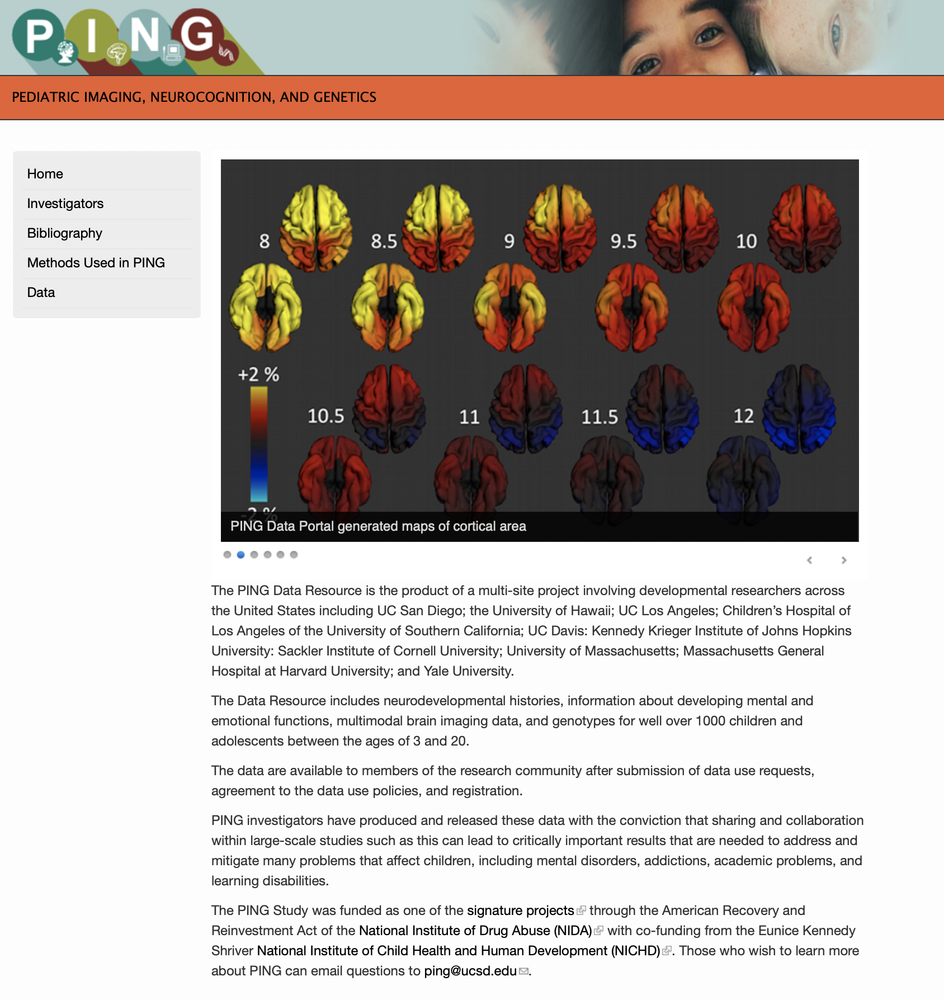 PING
PEDIATRIC IMAGING, NEUROCOGNITION, AND GENETICS
Home
Investigators
Bibliography
Methods Used in PING
Data
8
8.5
9
9.5
10
+2 %
10.5
11
11.5
12
-2 %
PING Data Portal generated maps of cortical area
The PING Data Resource is the product of a multi-site project involving developmental researchers across
the United States including UC San Diego; the University of Hawaii; UC Los Angeles; Children’s Hospital of
Los Angeles of the University of Southern California; UC Davis: Kennedy Krieger Institute of Johns Hopkins
University: Sackler Institute of Cornell University; University of Massachusetts; Massachusetts General
Hospital at Harvard University; and Yale University.
The Data Resource includes neurodevelopmental histories, information about developing mental and
emotional functions, multimodal brain imaging data, and genotypes for well over 1000 children and
adolescents between the ages of 3 and 20.
The data are available to members of the research community after submission of data use requests,
agreement to the data use policies, and registration.
PING investigators have produced and released these data with the conviction that sharing and collaboration
within large-scale studies such as this can lead to critically important results that are needed to address and
mitigate many problems that affect children, including mental disorders, addictions, academic problems, and
learning disabilities.
The PING Study was funded as one of the signature projects through the American Recovery and
Reinvestment Act of the National Institute of Drug Abuse (NIDA) with co-funding from the Eunice Kennedy
Shriver National Institute of Child Health and Human Development (NICHD). Those who wish to learn more
about PING can email questions to ping@ucsd.edu.